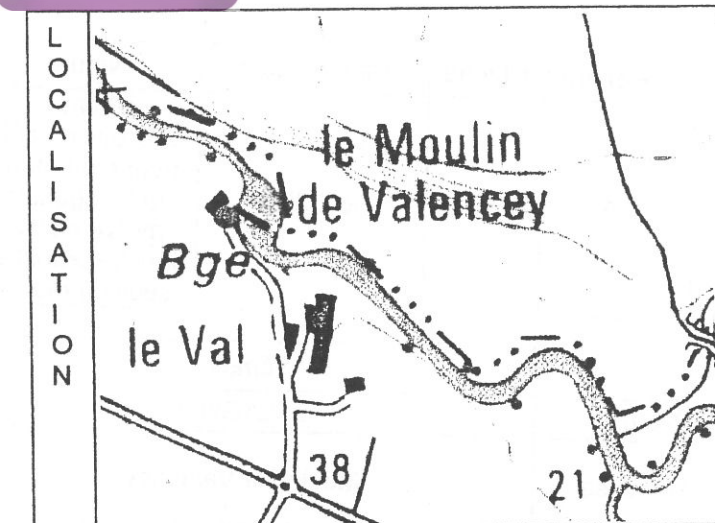 LOCALISATION
le Moulin
de Valencey
Bge
le Val
38
21